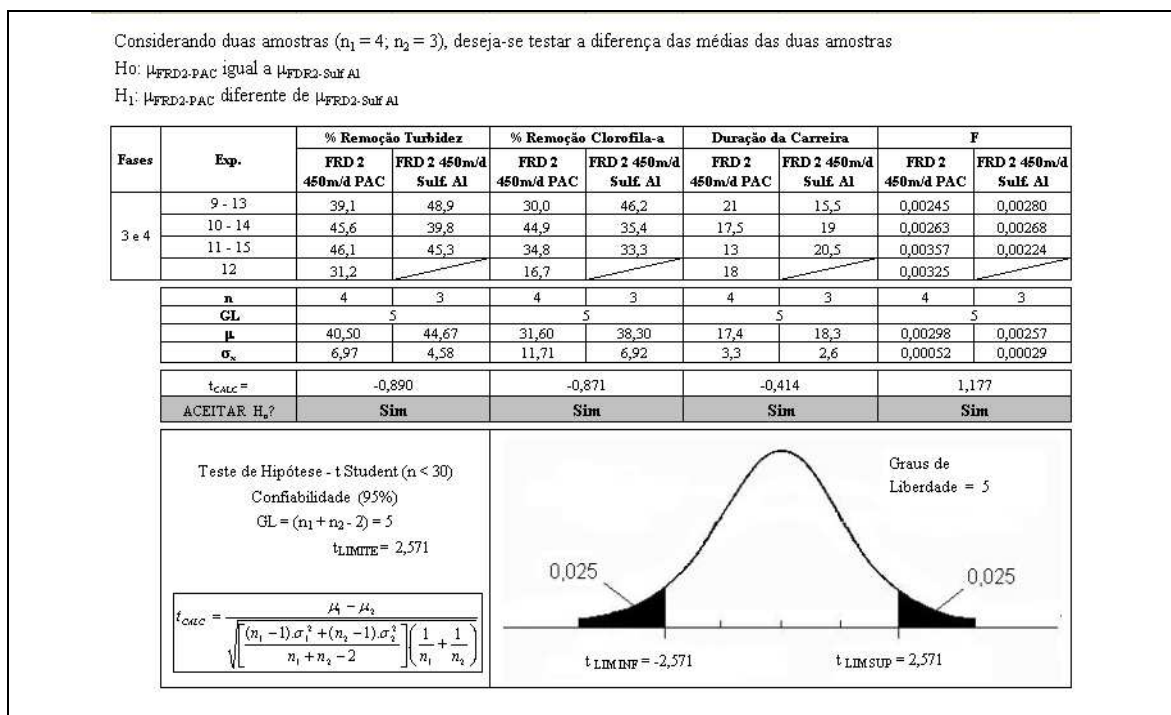 Considerando duas amostras (n1 = 4; n2 = 3), deseja-se testar a diferença das médias das duas amostras
Ho: μFRD2-PAC igual a μFDR2-Sulf Al
H1: μFRD2-PAC diferente de μFRD2-Sulf Al
Fases Exp. % Remoção Turbidez % Remoção Clorofila-a Duração da Carreira F
FRD 2 450m/d PAC FRD 2 450m/d Sulf. Al FRD 2 450m/d PAC FRD 2 450m/d Sulf. Al FRD 2 450m/d PAC FRD 2 450m/d Sulf. Al FRD 2 450m/d PAC FRD 2 450m/d Sulf. Al
3 e 4
9 - 13 39,1 48,9 30,0 46,2 21 15,5 0,00245 0,00280
10 - 14 45,6 39,8 44,9 35,4 17,5 19 0,00263 0,00268
11 - 15 46,1 45,3 34,8 33,3 13 20,5 0,00357 0,00224
12 31,2 16,7 18 0,00325
n 4 3 4 3 4 3 4 3
GL 5 5 5 5
μ 40,50 44,67 31,60 38,30 17,4 18,3 0,00298 0,00257
σx 6,97 4,58 11,71 6,92 3,3 2,6 0,00052 0,00029
tCALC = -0,890 -0,871 -0,414 1,177
ACEITAR Ho? Sim Sim Sim Sim
Teste de Hipótese - t Student (n < 30)
Confiabilidade (95%)
GL = (n1 + n2 - 2) = 5
tLIMITE = 2,571
tCALC = μ1 − μ2 / √[(n1 −1).σ1² + (n2 −1).σ2² / n1 + n2 − 2](1/n1 + 1/n2)
Graus de
Liberdade = 5
0,025
0,025
t LIM INF = -2,571
t LIM SUP = 2,571